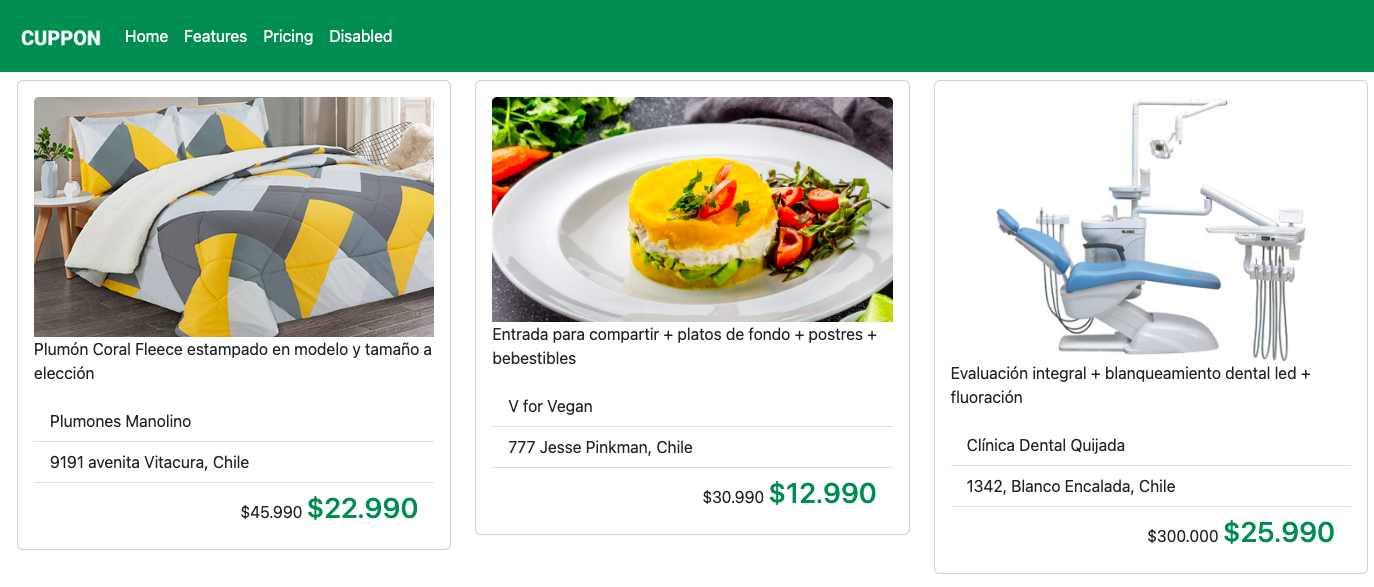 CUPPON Home Features Pricing Disabled
Plumón Coral Fleece estampado en modelo y tamaño a
elección
Plumones Manolino
9191 avenita Vitacura, Chile
$45.990 $22.990
Entrada para compartir + platos de fondo + postres +
bebestibles
V for Vegan
777 Jesse Pinkman, Chile
$30.990 $12.990
Evaluación integral + blanqueamiento dental led +
fluoración
Clínica Dental Quijada
1342, Blanco Encalada, Chile
$300.000 $25.990